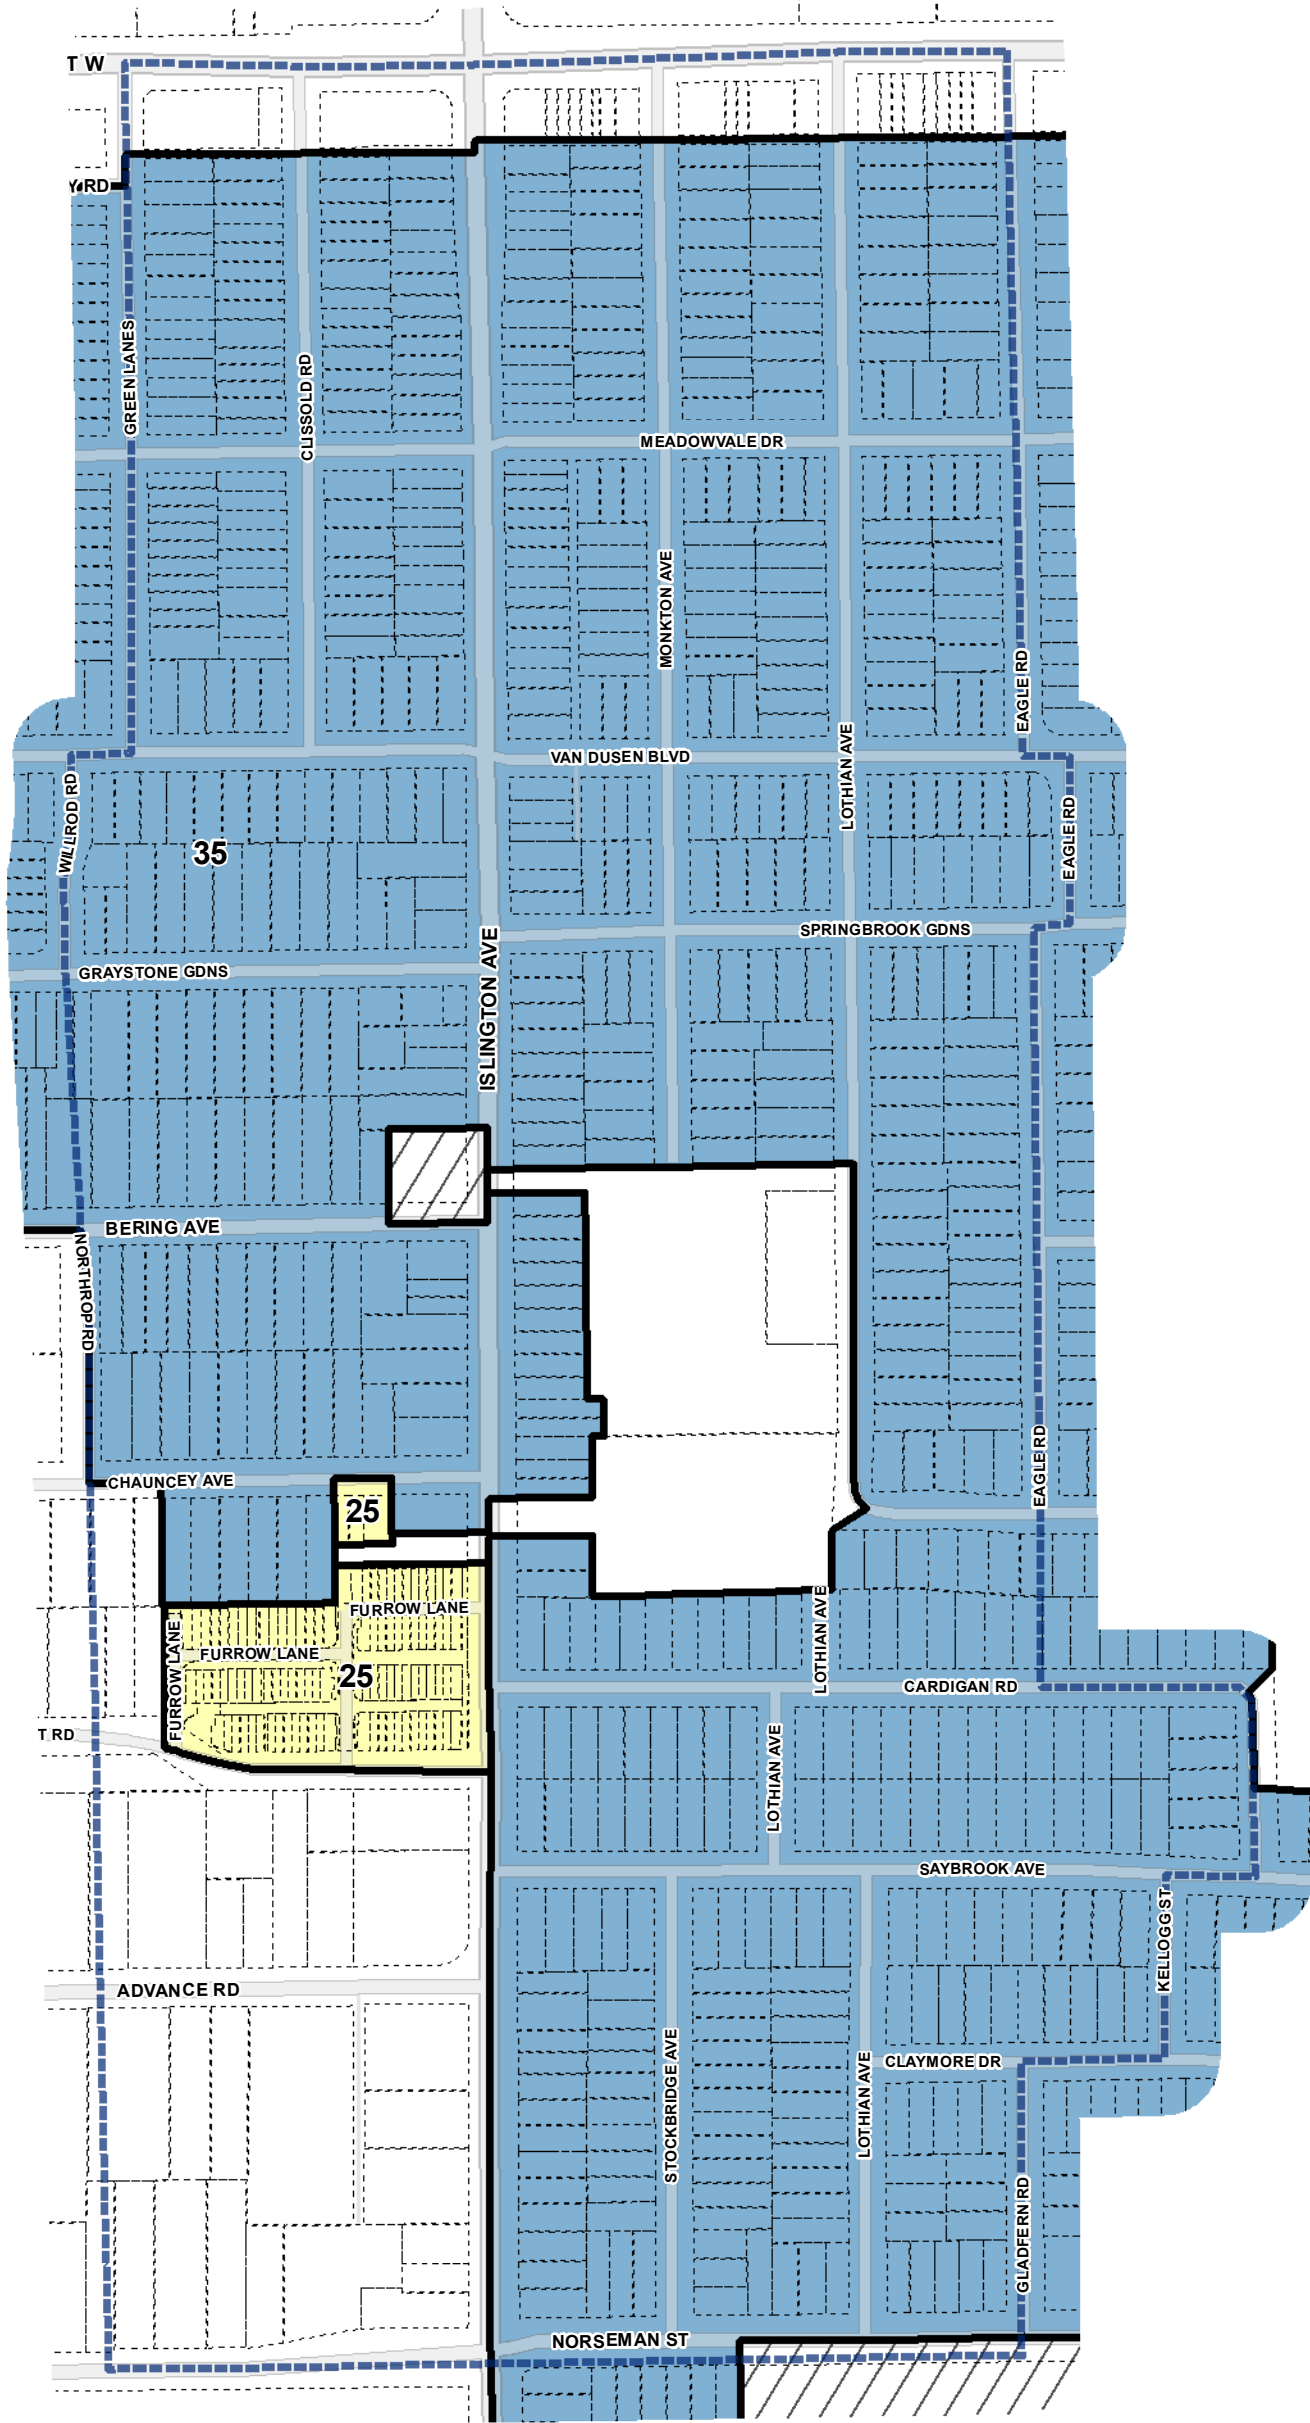 T W
Y RD
GREEN LANES
CLISSOLD RD
MEADOWVALE DR
MONKTON AVE
EAGLE RD
VAN DUSEN BLVD
LOTHIAN AVE
WILLROD RD
EAGLE RD
35
SPRINGBROOK GDNS
GRAYSTONE GDNS
ISLINGTON AVE
BERING AVE
NORTHROP RD
EAGLE RD
CHAUNCEY AVE
25
FURROW LANE
LOTHIAN AVE
FURROW LANE
FURROW LANE
25
CARDIGAN RD
T RD
LOTHIAN AVE
SAYBROOK AVE
KELLOGG ST
ADVANCE RD
STOCKBRIDGE AVE
LOTHIAN AVE
CLAYMORE DR
GLADFERN RD
NORSEMAN ST